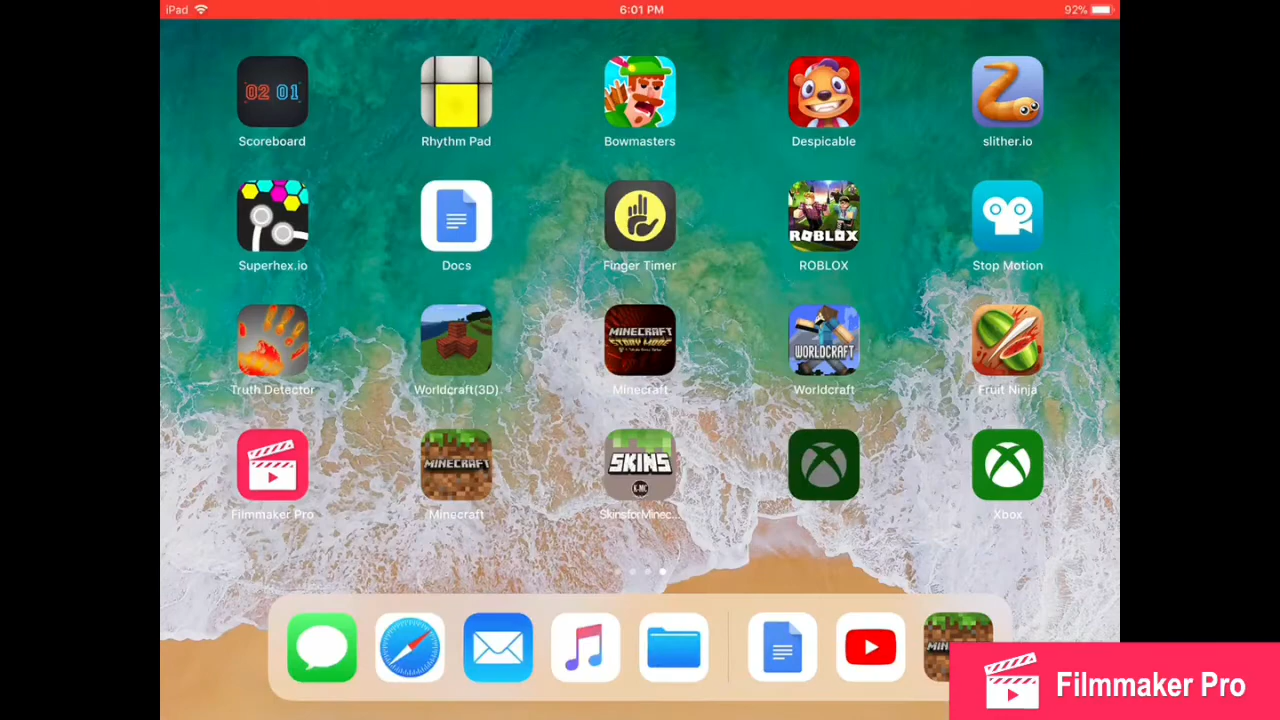 iPad 6:01 PM 92%
02 01
Scoreboard Rhythm Pad Bowmasters Despicable slither.io
ROBLOX
Superhex.io Docs Finger Timer ROBLOX Stop Motion
MINECRAFT
STORY MODE
WORLDCRAFT
Truth Detector Worldcraft(3D) Minecraft Worldcraft Fruit Ninja
MINECRAFT
SKINS
Filmmaker Pro Minecraft SkinsforMinec... Xbox
Filmmaker Pro